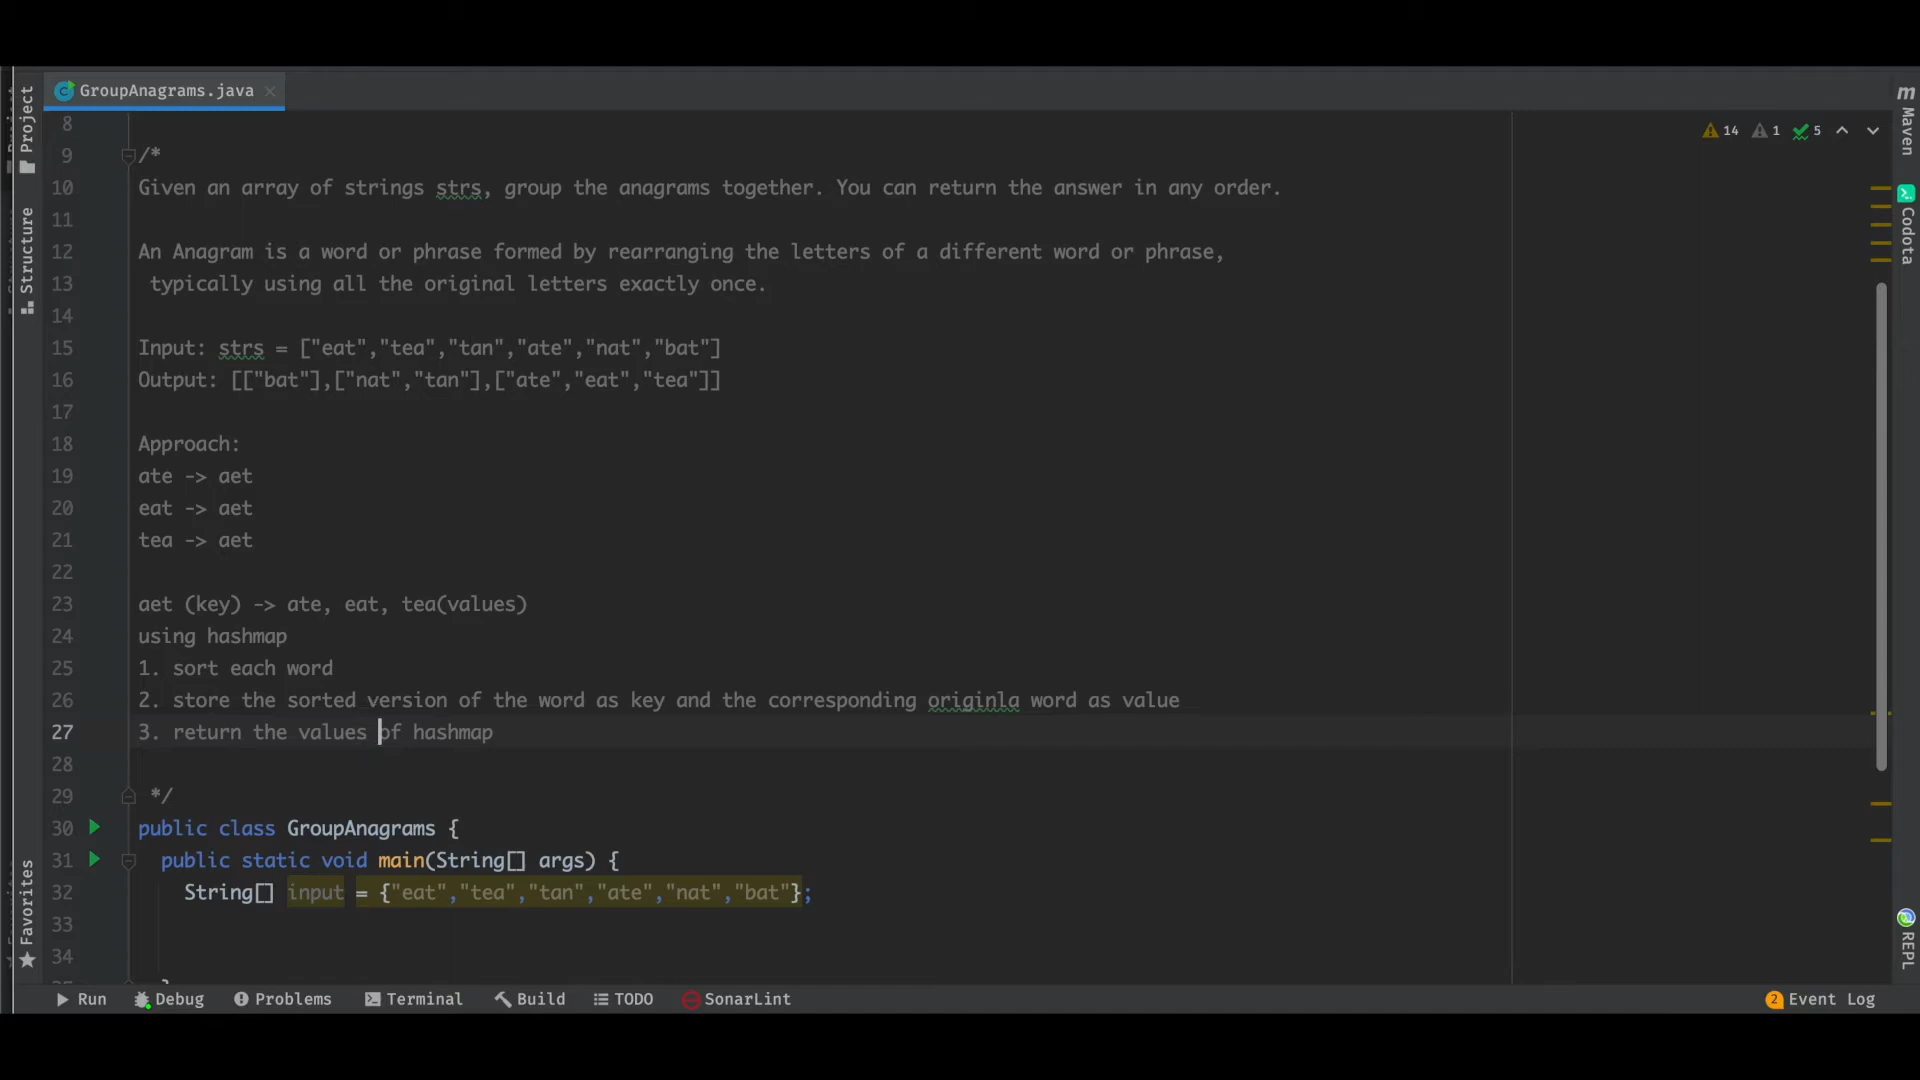 GroupAnagrams.java
Project
Structure
Favorites
m
Maven
Codota
REPL
14 1 5
8
9 /*
10 Given an array of strings strs, group the anagrams together. You can return the answer in any order.
11
12 An Anagram is a word or phrase formed by rearranging the letters of a different word or phrase,
13 typically using all the original letters exactly once.
14
15 Input: strs = ["eat","tea","tan","ate","nat","bat"]
16 Output: [["bat"],["nat","tan"],["ate","eat","tea"]]
17
18 Approach:
19 ate -> aet
20 eat -> aet
21 tea -> aet
22
23 aet (key) -> ate, eat, tea(values)
24 using hashmap
25 1. sort each word
26 2. store the sorted version of the word as key and the corresponding originla word as value
27 3. return the values of hashmap
28
29 */
30 public class GroupAnagrams {
31 public static void main(String[] args) {
32 String[] input = {"eat","tea","tan","ate","nat","bat"};
33
34
Run Debug Problems Terminal Build TODO SonarLint 2 Event Log